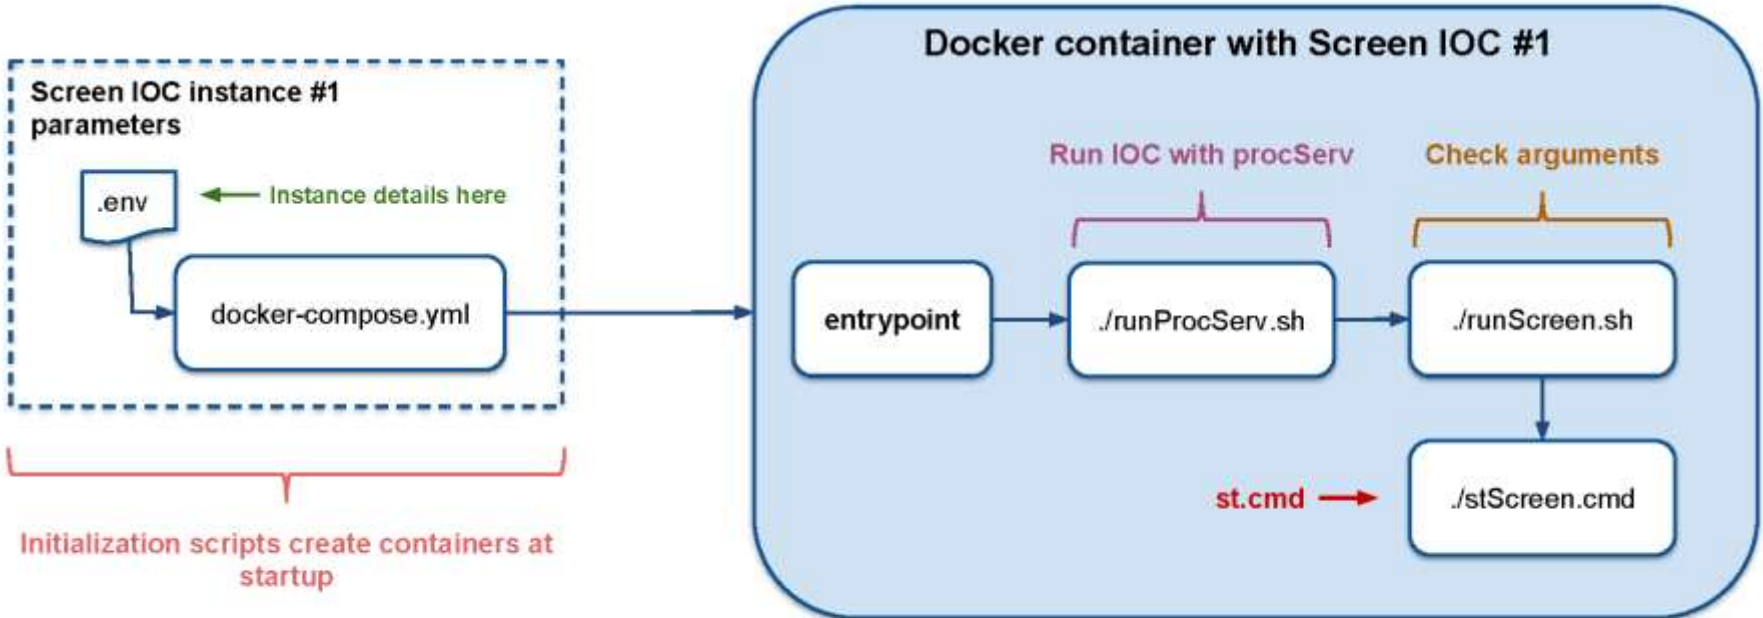 Docker container with Screen IOC #1
Screen IOC instance #1
parameters
Run IOC with procServ
Check arguments
.env
Instance details here
docker-compose.yml
entrypoint
./runProcServ.sh
./runScreen.sh
st.cmd
./stScreen.cmd
Initialization scripts create containers at
startup